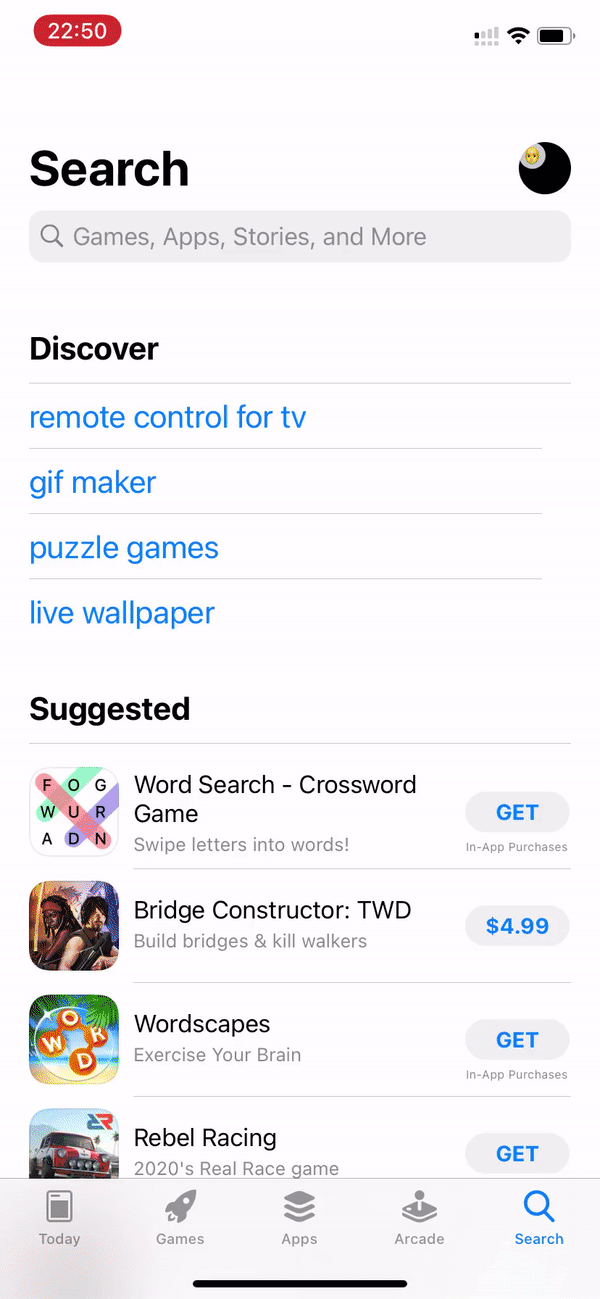 22:50
Search
Games, Apps, Stories, and More
Discover
remote control for tv
gif maker
puzzle games
live wallpaper
Suggested
F O G
W U R
A D N
Word Search - Crossword
Game
Swipe letters into words!
GET
In-App Purchases
Bridge Constructor: TWD
Build bridges & kill walkers
$4.99
W O R D
Wordscapes
Exercise Your Brain
GET
In-App Purchases
RR
Rebel Racing
2020's Real Race game
GET
Today
Games
Apps
Arcade
Search